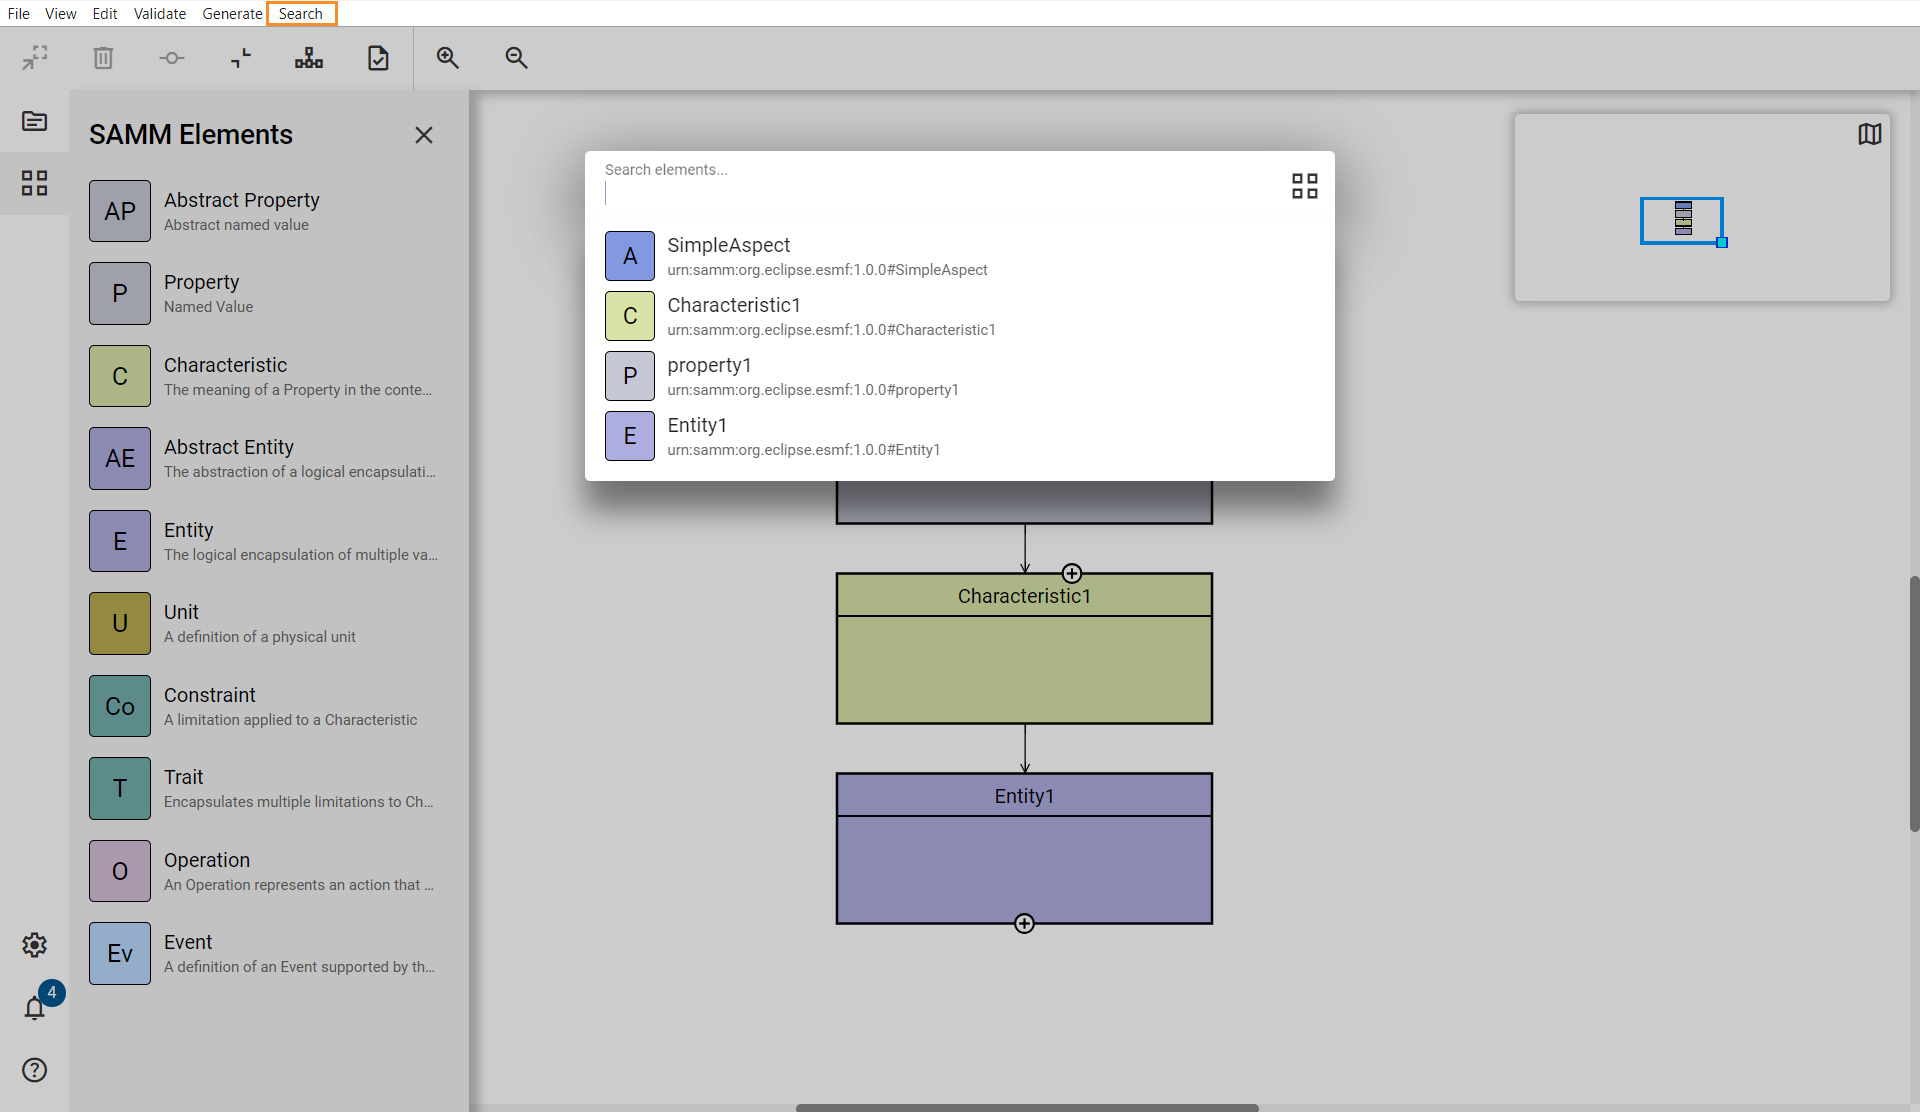 File View Edit Validate Generate Search
SAMM Elements
AP
Abstract Property
Abstract named value
P
Property
Named Value
C
Characteristic
The meaning of a Property in the conte...
AE
Abstract Entity
The abstraction of a logical encapsulati...
E
Entity
The logical encapsulation of multiple va...
U
Unit
A definition of a physical unit
Co
Constraint
A limitation applied to a Characteristic
T
Trait
Encapsulates multiple limitations to Ch...
O
Operation
An Operation represents an action that ...
Ev
Event
A definition of an Event supported by th...
4
Search elements...
A
SimpleAspect
urn:samm:org.eclipse.esmf:1.0.0#SimpleAspect
C
Characteristic1
urn:samm:org.eclipse.esmf:1.0.0#Characteristic1
P
property1
urn:samm:org.eclipse.esmf:1.0.0#property1
E
Entity1
urn:samm:org.eclipse.esmf:1.0.0#Entity1
Characteristic1
Entity1